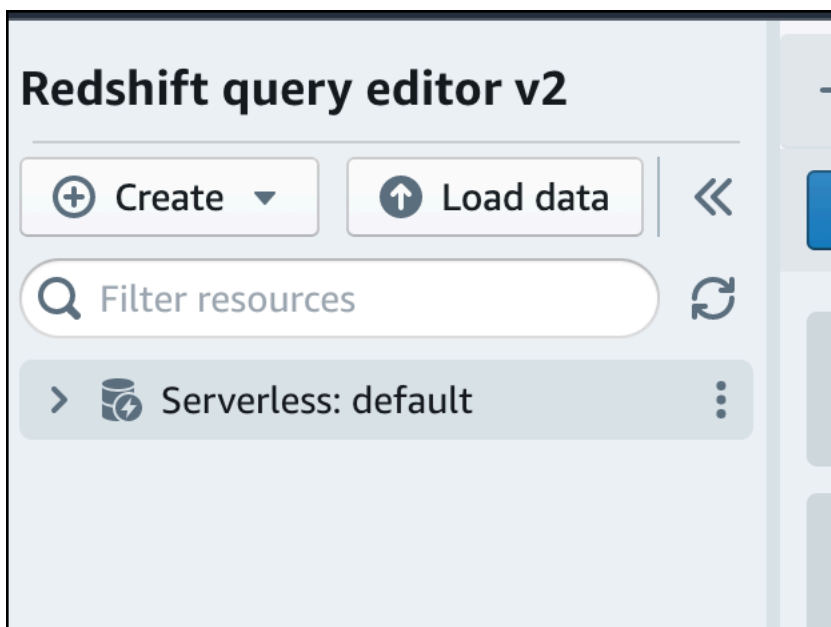 Redshift query editor v2
Create
Load data
Filter resources
Serverless: default